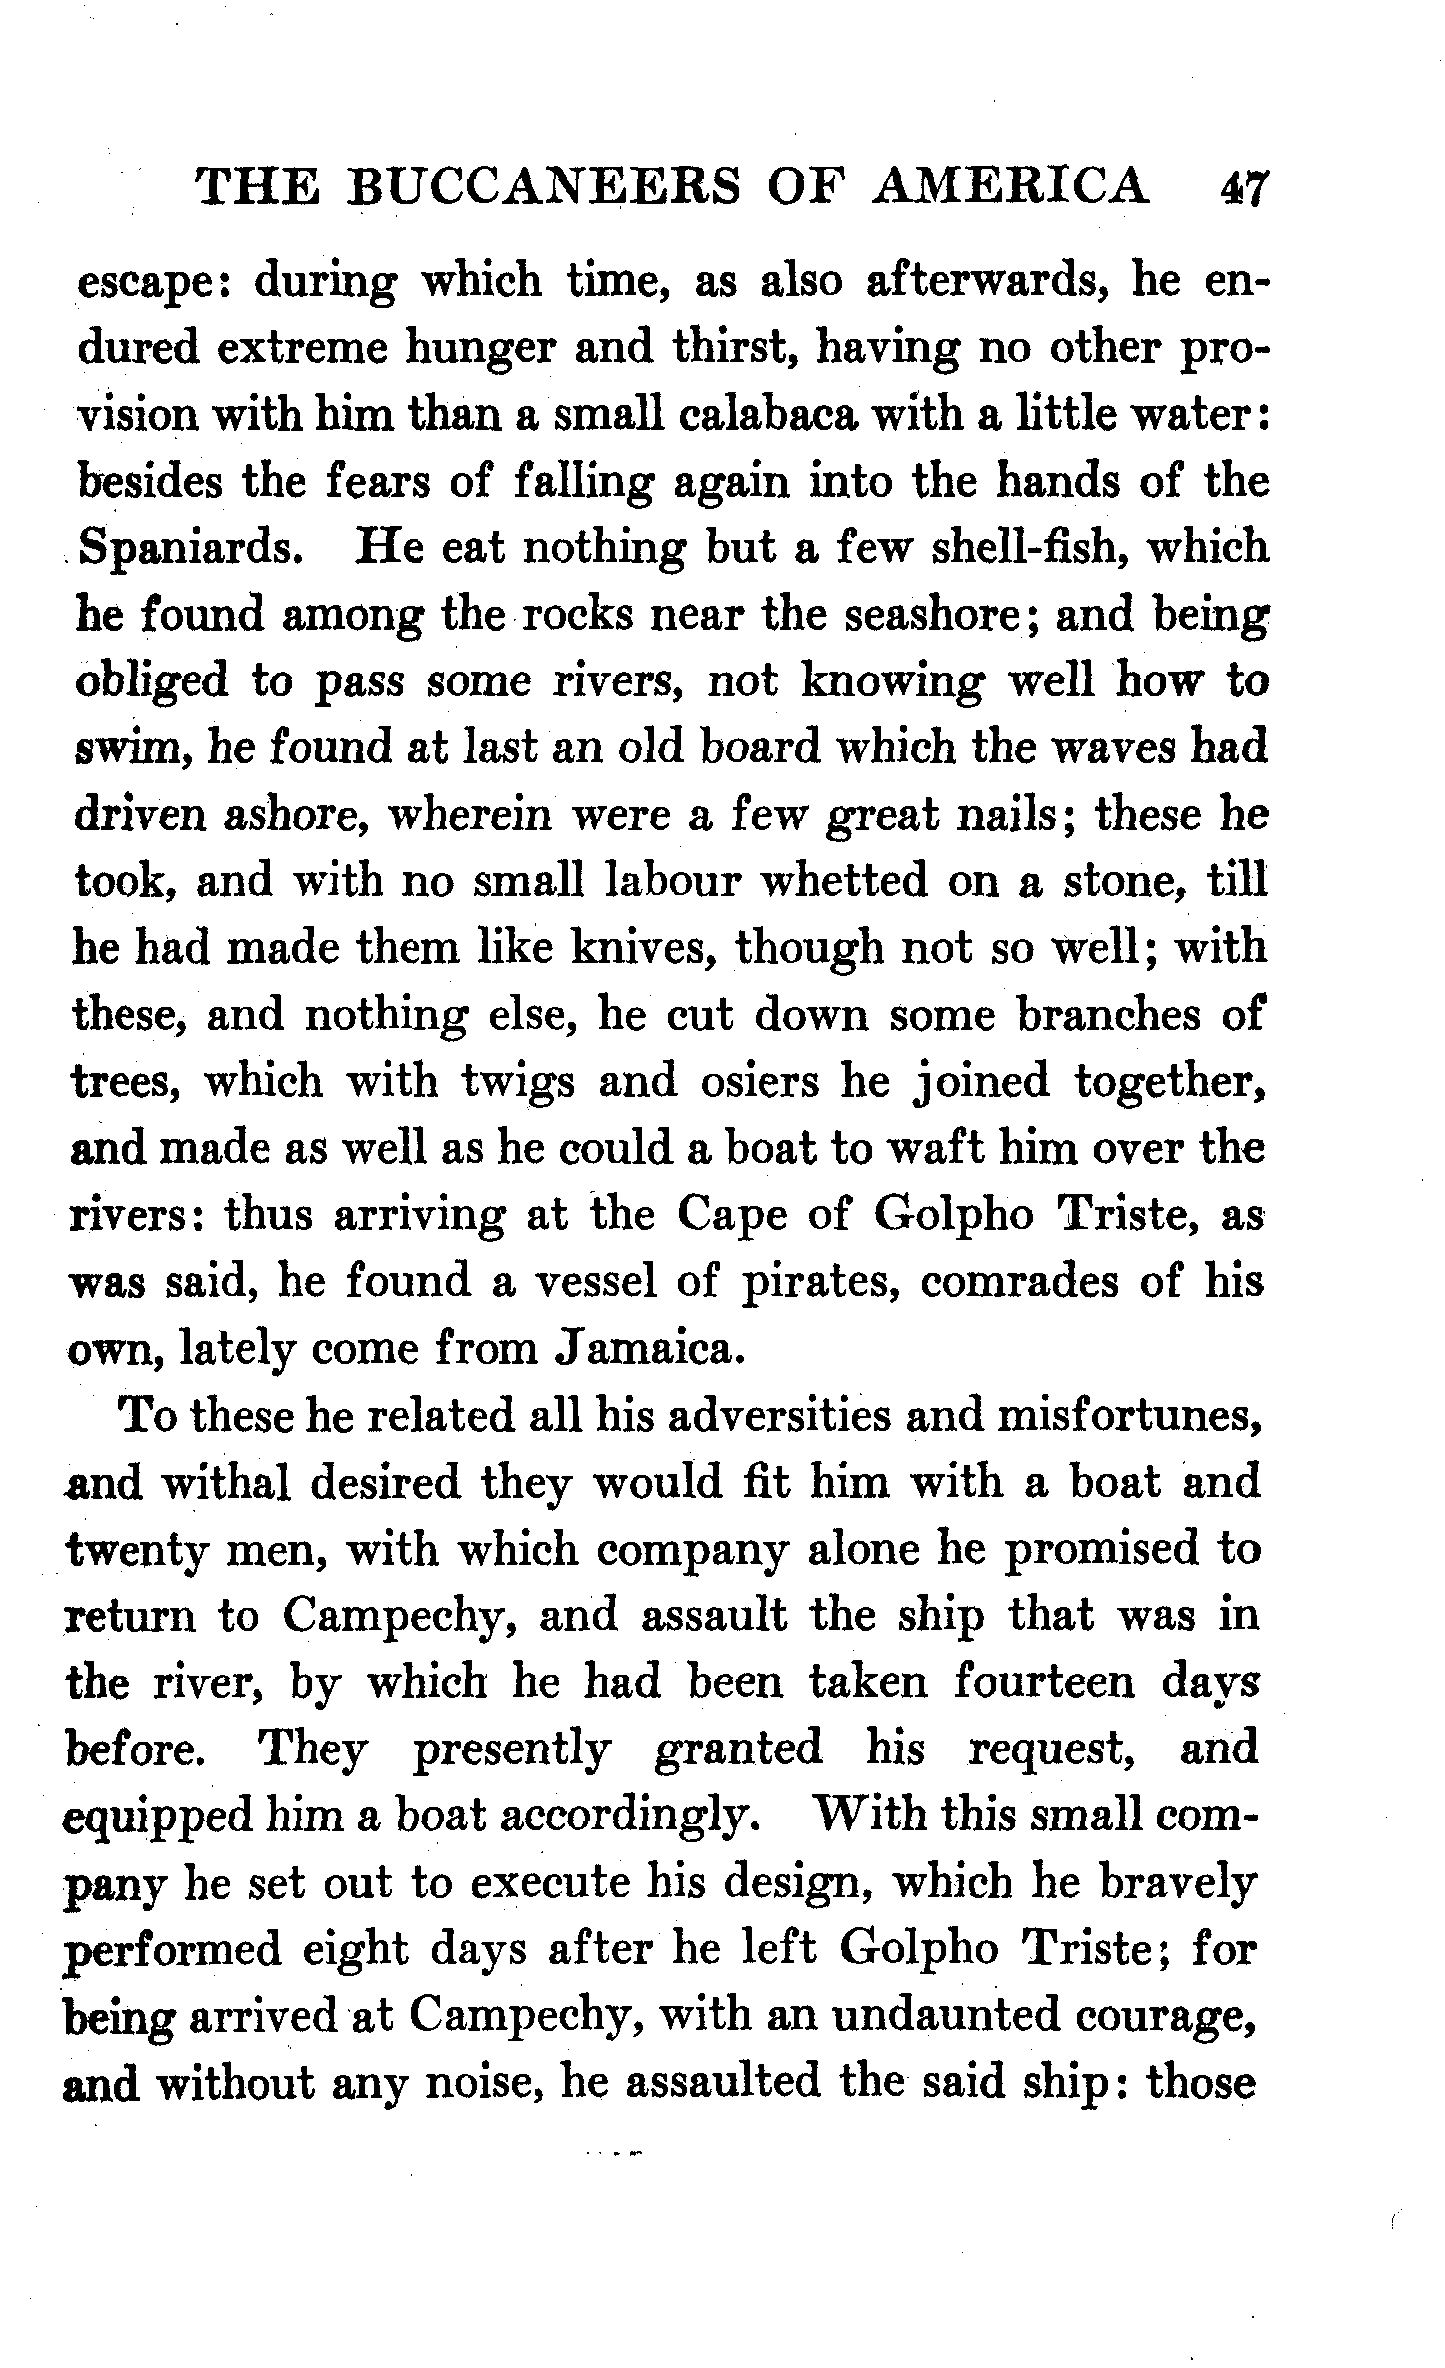 THE BUCCANEERS OF AMERICA 47
escape: during which time, as also afterwards, he en-
dured extreme hunger and thirst, having no other pro-
vision with him than a small calabaca with a little water:
besides the fears of falling again into the hands of the
Spaniards. He eat nothing but a few shell-fish, which
he found among the rocks near the seashore; and being
obliged to pass some rivers, not knowing well how to
swim, he found at last an old board which the waves had
driven ashore, wherein were a few great nails; these he
took, and with no small labour whetted on a stone, till
he had made them like knives, though not so well; with
these, and nothing else, he cut down some branches of
trees, which with twigs and osiers he joined together,
and made as well as he could a boat to waft him over the
rivers: thus arriving at the Cape of Golpho Triste, as
was said, he found a vessel of pirates, comrades of his
own, lately come from Jamaica.
To these he related all his adversities and misfortunes,
and withal desired they would fit him with a boat and
twenty men, with which company alone he promised to
return to Campechy, and assault the ship that was in
the river, by which he had been taken fourteen days
before. They presently granted his request, and
equipped him a boat accordingly. With this small com-
pany he set out to execute his design, which he bravely
performed eight days after he left Golpho Triste; for
being arrived at Campechy, with an undaunted courage,
and without any noise, he assaulted the said ship: those